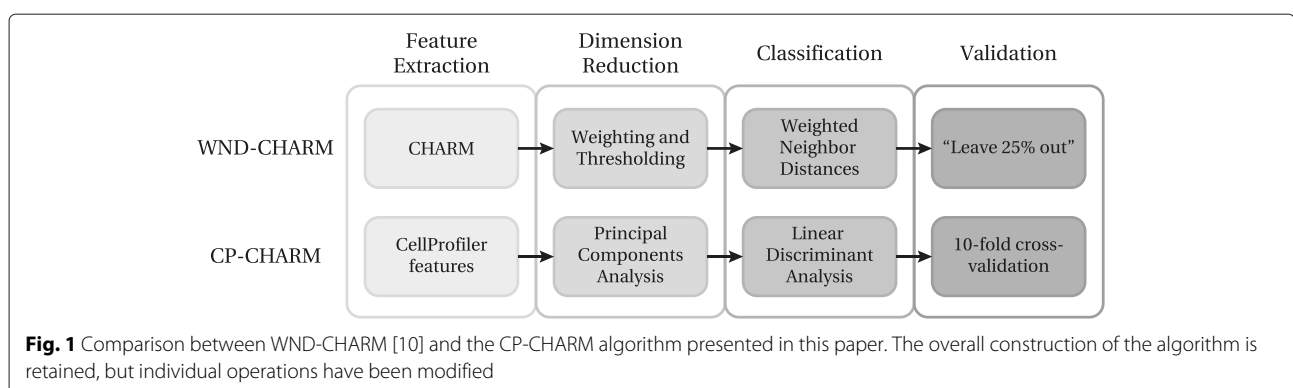 Feature
Extraction
Dimension
Reduction
Classification
Validation
WND-CHARM
CHARM
Weighting and
Thresholding
Weighted
Neighbor
Distances
“Leave 25% out”
CP-CHARM
CellProfiler
features
Principal
Components
Analysis
Linear
Discriminant
Analysis
10-fold cross-
validation
Fig. 1 Comparison between WND-CHARM [10] and the CP-CHARM algorithm presented in this paper. The overall construction of the algorithm is
retained, but individual operations have been modified